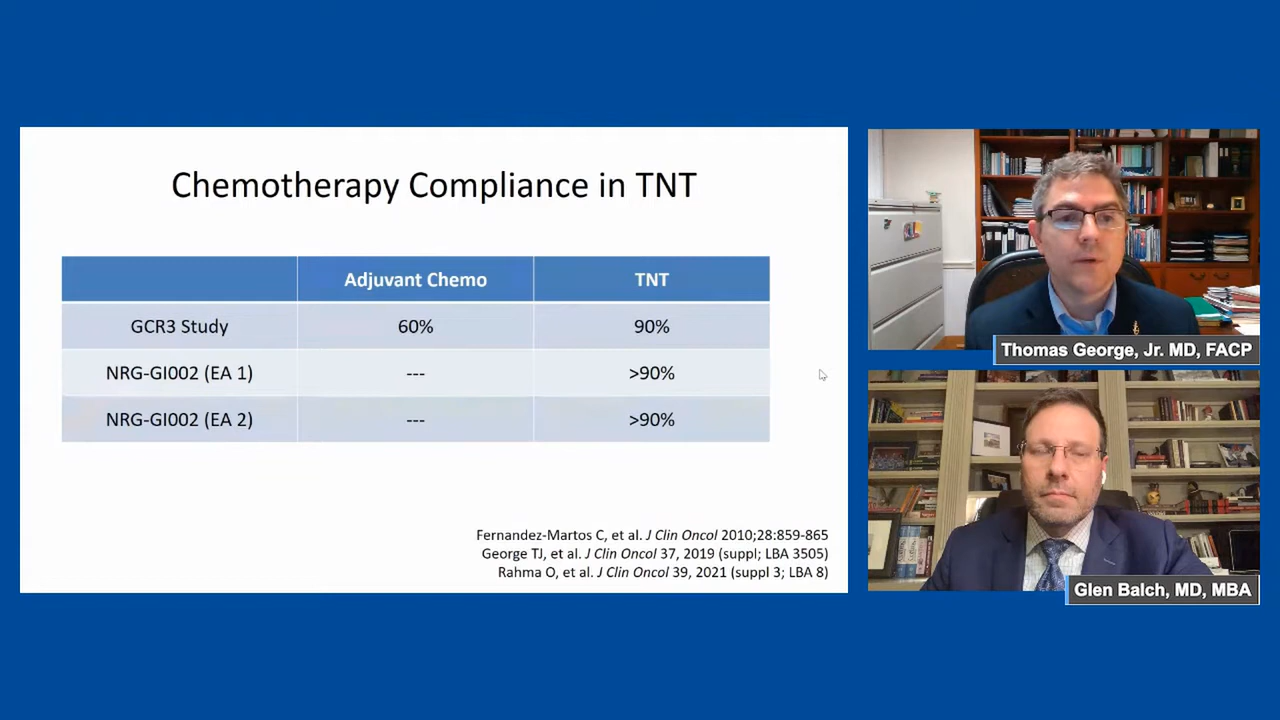 Chemotherapy Compliance in TNT
Adjuvant Chemo TNT
GCR3 Study 60% 90%
NRG-GI002 (EA 1) --- >90%
NRG-GI002 (EA 2) --- >90%
Fernandez-Martos C, et al. J Clin Oncol 2010;28:859-865
George TJ, et al. J Clin Oncol 37, 2019 (suppl; LBA 3505)
Rahma O, et al. J Clin Oncol 39, 2021 (suppl 3; LBA 8)
Thomas George, Jr. MD, FACP
Glen Balch, MD, MBA